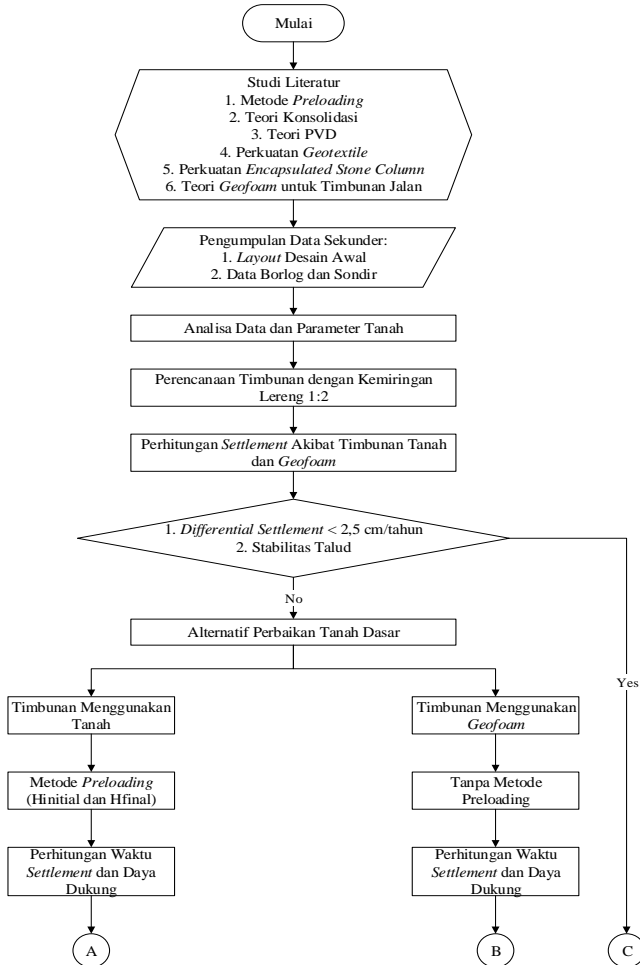 Mulai
Studi Literatur
1. Metode Preloading
2. Teori Konsolidasi
3. Teori PVD
4. Perkuatan Geotextile
5. Perkuatan Encapsulated Stone Column
6. Teori Geofoam untuk Timbunan Jalan
Pengumpulan Data Sekunder:
1. Layout Desain Awal
2. Data Borlog dan Sondir
Analisa Data dan Parameter Tanah
Perencanaan Timbunan dengan Kemiringan
Lereng 1:2
Perhitungan Settlement Akibat Timbunan Tanah
dan Geofoam
1. Differential Settlement < 2,5 cm/tahun
2. Stabilitas Talud
No
Yes
Alternatif Perbaikan Tanah Dasar
Timbunan Menggunakan
Tanah
Metode Preloading
(Hinitial dan Hfinal)
Perhitungan Waktu
Settlement dan Daya
Dukung
A
Timbunan Menggunakan
Geofoam
Tanpa Metode
Preloading
Perhitungan Waktu
Settlement dan Daya
Dukung
B
C